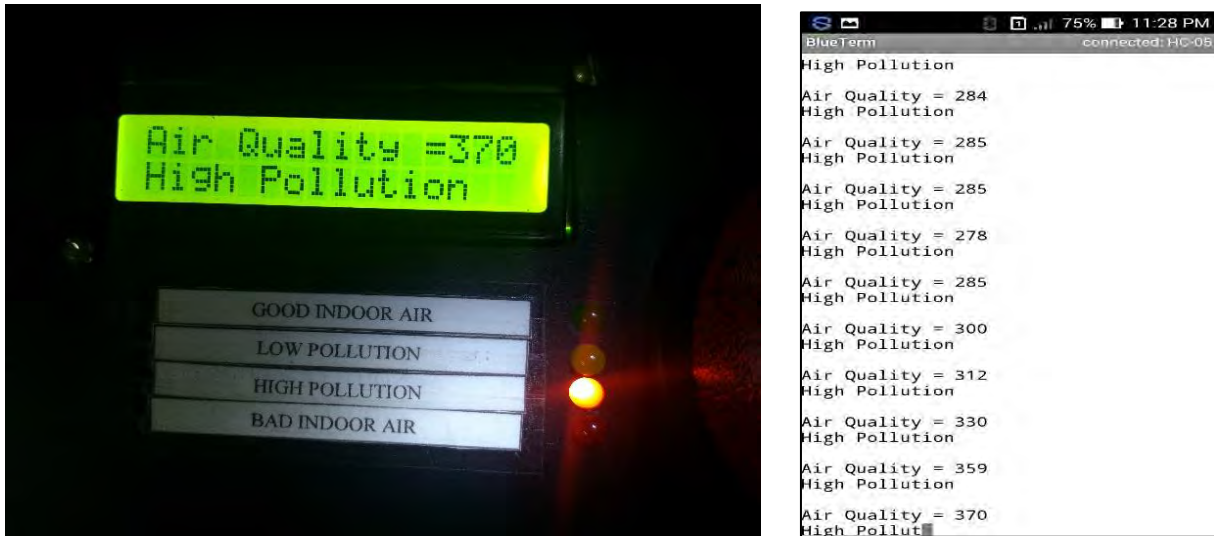 Air Quality =370
High Pollution
GOOD INDOOR AIR
LOW POLLUTION
HIGH POLLUTION
BAD INDOOR AIR
75% 11:28 PM
BlueTerm connected: HC-05
High Pollution
Air Quality = 284
High Pollution
Air Quality = 285
High Pollution
Air Quality = 285
High Pollution
Air Quality = 278
High Pollution
Air Quality = 285
High Pollution
Air Quality = 300
High Pollution
Air Quality = 312
High Pollution
Air Quality = 330
High Pollution
Air Quality = 359
High Pollution
Air Quality = 370
High Pollut